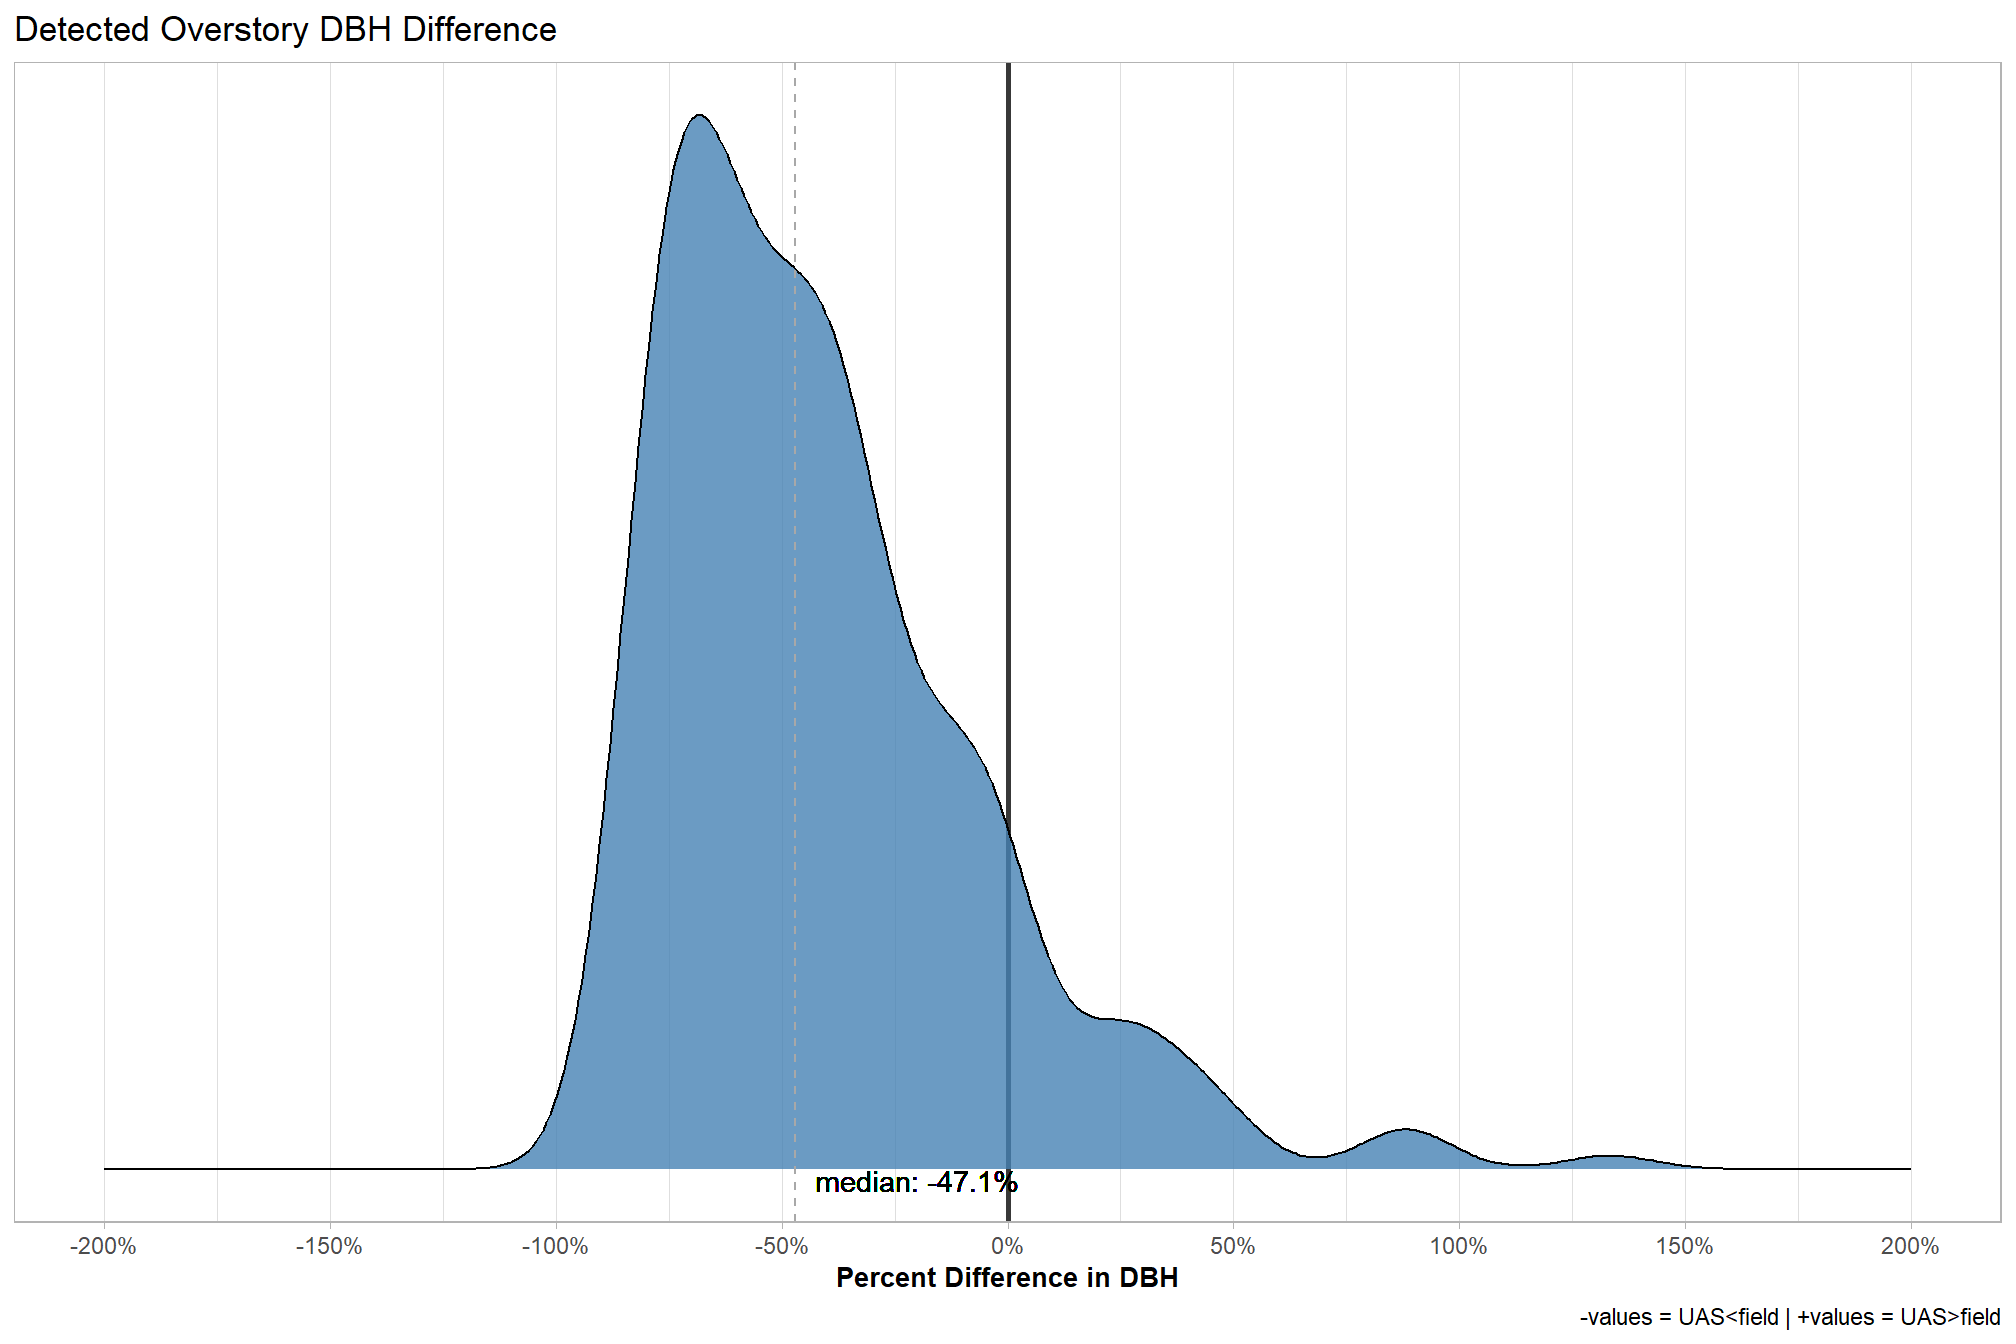 Detected Overstory DBH Difference
median: -47.1%
-200% -150% -100% -50% 0% 50% 100% 150% 200%
Percent Difference in DBH
-values = UAS<field | +values = UAS>field